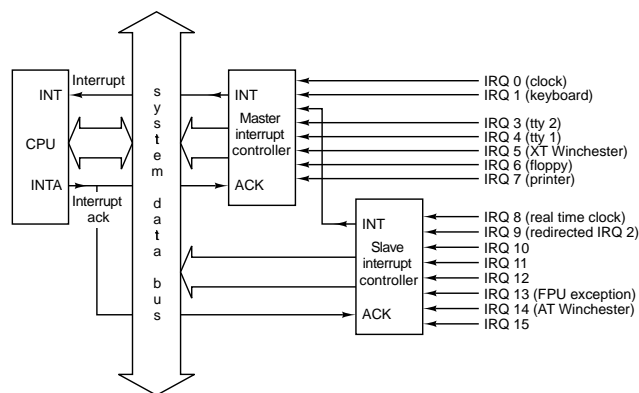 Interrupt
INT
CPU
INTA
Interrupt
ack
system data bus
INT
Master
interrupt
controller
ACK
IRQ 0 (clock)
IRQ 1 (keyboard)
IRQ 3 (tty 2)
IRQ 4 (tty 1)
IRQ 5 (XT Winchester)
IRQ 6 (floppy)
IRQ 7 (printer)
INT
Slave
interrupt
controller
ACK
IRQ 8 (real time clock)
IRQ 9 (redirected IRQ 2)
IRQ 10
IRQ 11
IRQ 12
IRQ 13 (FPU exception)
IRQ 14 (AT Winchester)
IRQ 15